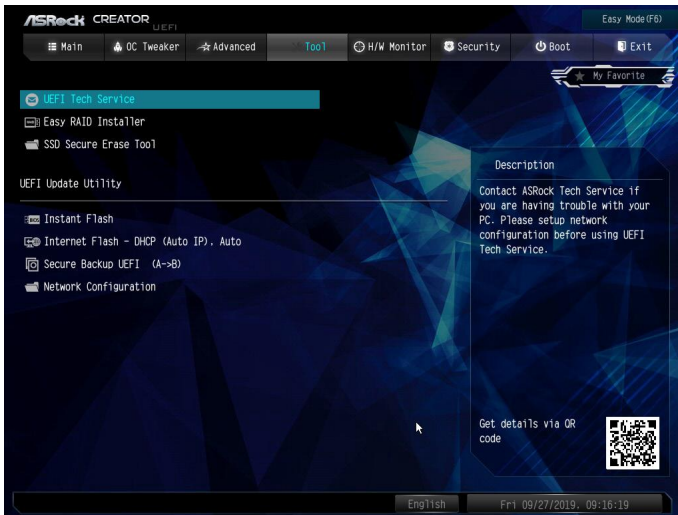 ASRock CREATOR
UEFI
Easy Mode(F6)
Main
OC Tweaker
Advanced
Tool
H/W Monitor
Security
Boot
Exit
My Favorite
UEFI Tech Service
Easy RAID Installer
SSD Secure Erase Tool
UEFI Update Utility
BIOS Instant Flash
Internet Flash - DHCP (Auto IP), Auto
Secure Backup UEFI (A->B)
Network Configuration
Description
Contact ASRock Tech Service if
you are having trouble with your
PC. Please setup network
configuration before using UEFI
Tech Service.
Get details via QR
code
English
Fri 09/27/2019, 09:16:19